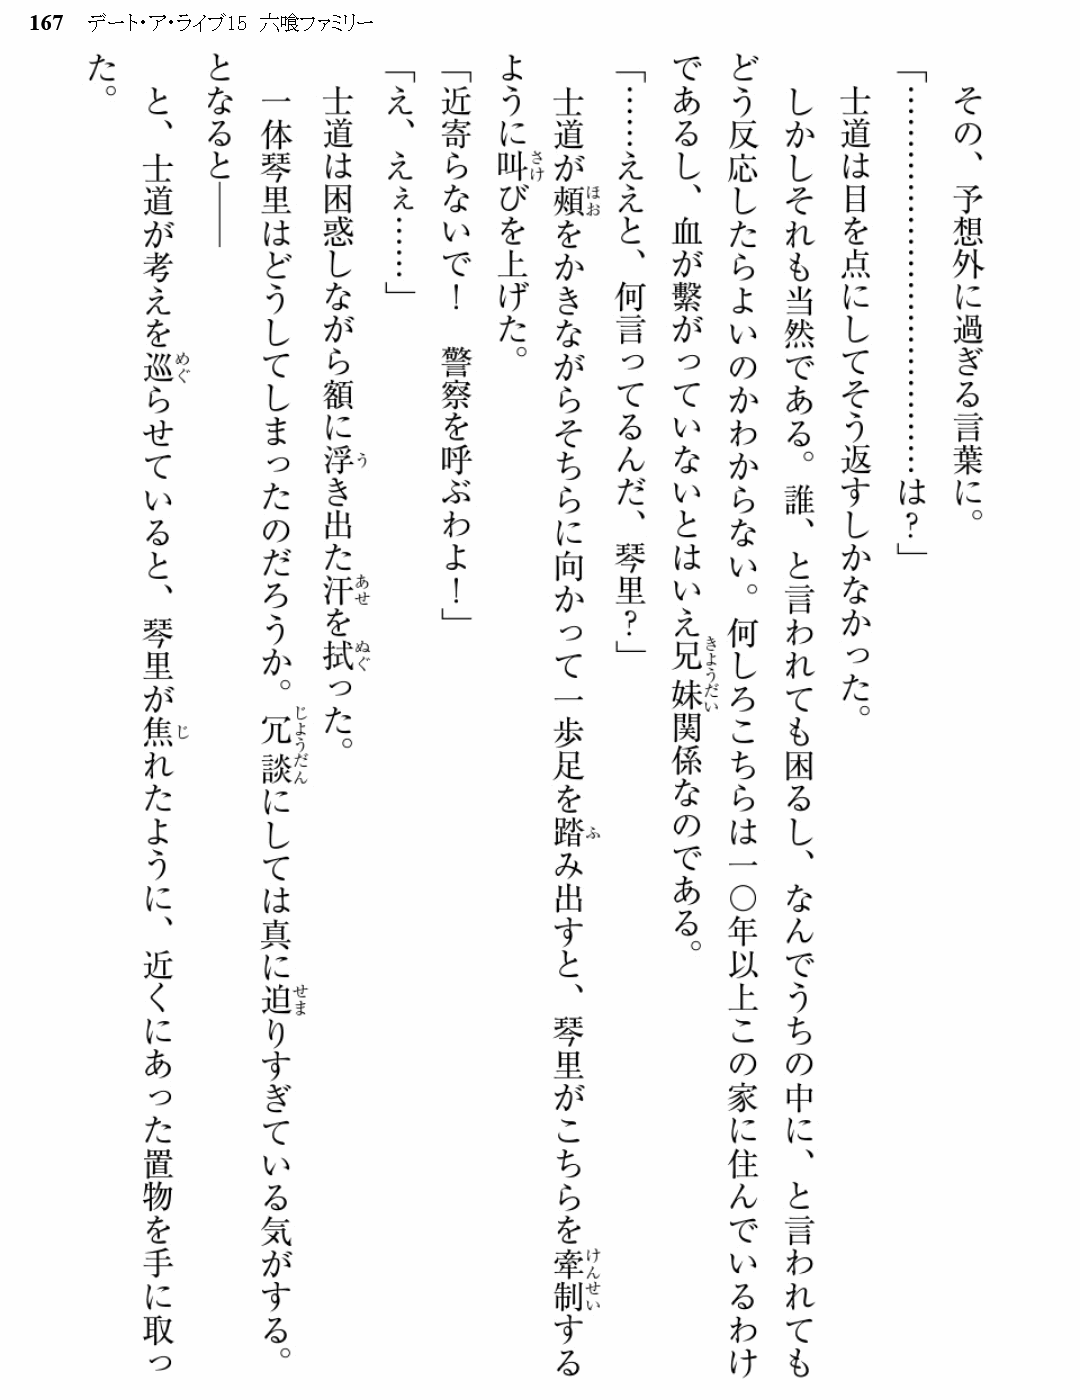 167 デート・ア・ライブ15 六喰ファミリー
その、予想外に過ぎる言葉に。
「……………………………………は？」
士道は目を点にしてそう返すしかなかった。
しかしそれも当然である。誰、と言われても困るし、なんでうちの中に、と言われても
どう反応したらよいのかわからない。何しろこちらは一〇年以上この家に住んでいるわけ
であるし、血が繋がっていないとはいえ兄妹関係なのである。
「……ええと、何言ってるんだ、琴里？」
士道が頰をかきながらそちらに向かって一歩足を踏み出すと、琴里がこちらを牽制する
ように叫びを上げた。
「近寄らないで！　警察を呼ぶわよ！」
「え、えぇ……」
士道は困惑しながら額に浮き出た汗を拭った。
一体琴里はどうしてしまったのだろうか。冗談にしては真に迫りすぎている気がする。
となると――
と、士道が考えを巡らせていると、琴里が焦れたように、近くにあった置物を手に取っ
た。